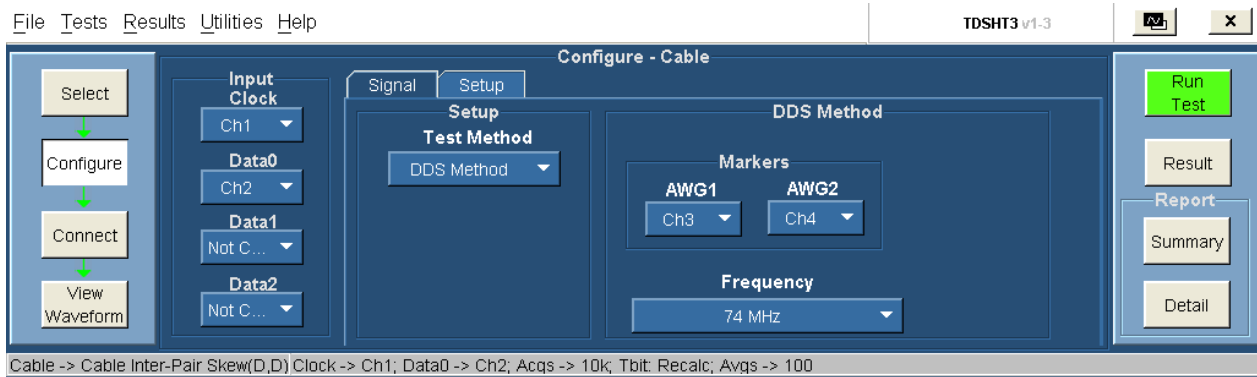 File Tests Results Utilities Help
TDSHT3 v1-3
x
Select
Configure
Connect
View
Waveform
Configure - Cable
Input
Clock
Ch1
Data0
Ch2
Data1
Not C...
Data2
Not C...
Signal Setup
Setup
Test Method
DDS Method
DDS Method
Markers
AWG1 AWG2
Ch3 Ch4
Frequency
74 MHz
Run
Test
Result
Report
Summary
Detail
Cable -> Cable Inter-Pair Skew(D,D) Clock -> Ch1; Data0 -> Ch2; Acqs -> 10k; Tbit: Recalc; Avgs -> 100